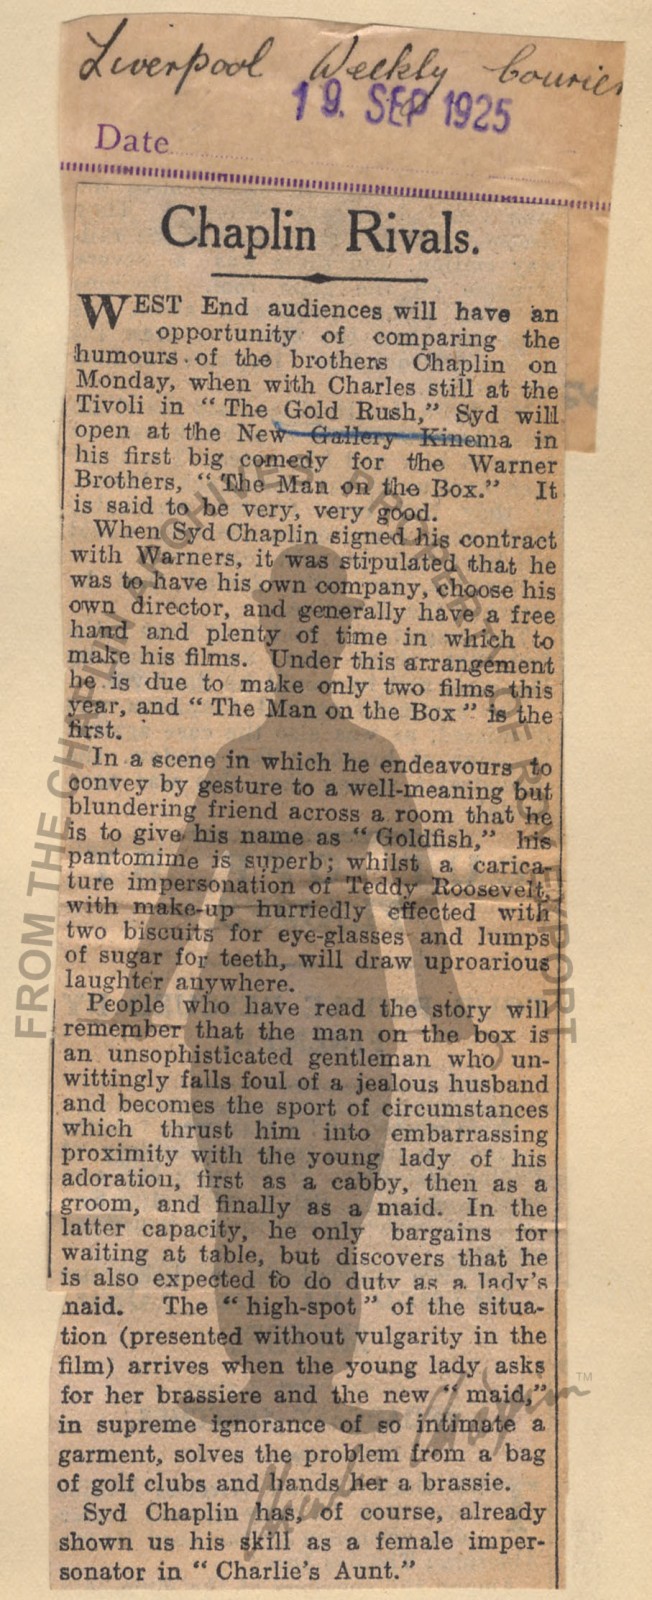 Liverpool Weekly Courier
19. SEP 1925
Date
Chaplin Rivals.
WEST End audiences will have an
opportunity of comparing the
humours of the brothers Chaplin on
Monday, when with Charles still at the
Tivoli in “The Gold Rush,” Syd will
open at the New Gallery Kinema in
his first big comedy for the Warner
Brothers, “The Man on the Box.” It
is said to be very, very good.
When Syd Chaplin signed his contract
with Warners, it was stipulated that he
was to have his own company, choose his
own director, and generally have a free
hand and plenty of time in which to
make his films. Under this arrangement
he is due to make only two films this
year, and “The Man on the Box” is the
first.
In a scene in which he endeavours to
convey by gesture to a well-meaning but
blundering friend across a room that he
is to give his name as “Goldfish,” his
pantomime is superb; whilst a carica-
ture impersonation of Teddy Roosevelt,
with make-up hurriedly effected with
two biscuits for eye-glasses and lumps
of sugar for teeth, will draw uproarious
laughter anywhere.
People who have read the story will
remember that the man on the box is
an unsophisticated gentleman who un-
wittingly falls foul of a jealous husband
and becomes the sport of circumstances
which thrust him into embarrassing
proximity with the young lady of his
adoration, first as a cabby, then as a
groom, and finally as a maid. In the
latter capacity, he only bargains for
waiting at table, but discovers that he
is also expected to do duty as a lady's
maid. The “high-spot” of the situa-
tion (presented without vulgarity in the
film) arrives when the young lady asks
for her brassiere and the new “maid,”
in supreme ignorance of so intimate a
garment, solves the problem from a bag
of golf clubs and hands her a brassie.
Syd Chaplin has, of course, already
shown us his skill as a female imper-
sonator in “Charlie's Aunt.”
FROM THE CHAPLIN ARCHIVES PROPERTY OF ROY EXPORT
Charles Chaplin
TM